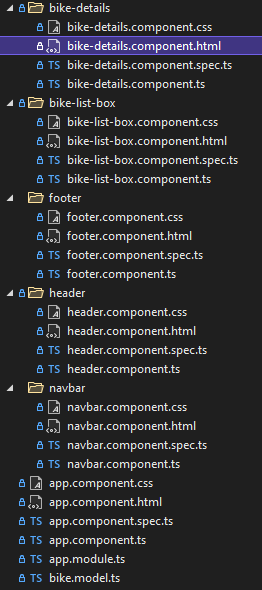 bike-details
bike-details.component.css
bike-details.component.html
TS bike-details.component.spec.ts
TS bike-details.component.ts
bike-list-box
bike-list-box.component.css
bike-list-box.component.html
TS bike-list-box.component.spec.ts
TS bike-list-box.component.ts
footer
footer.component.css
footer.component.html
TS footer.component.spec.ts
TS footer.component.ts
header
header.component.css
header.component.html
TS header.component.spec.ts
TS header.component.ts
navbar
navbar.component.css
navbar.component.html
TS navbar.component.spec.ts
TS navbar.component.ts
app.component.css
app.component.html
TS app.component.spec.ts
TS app.component.ts
TS app.module.ts
TS bike.model.ts